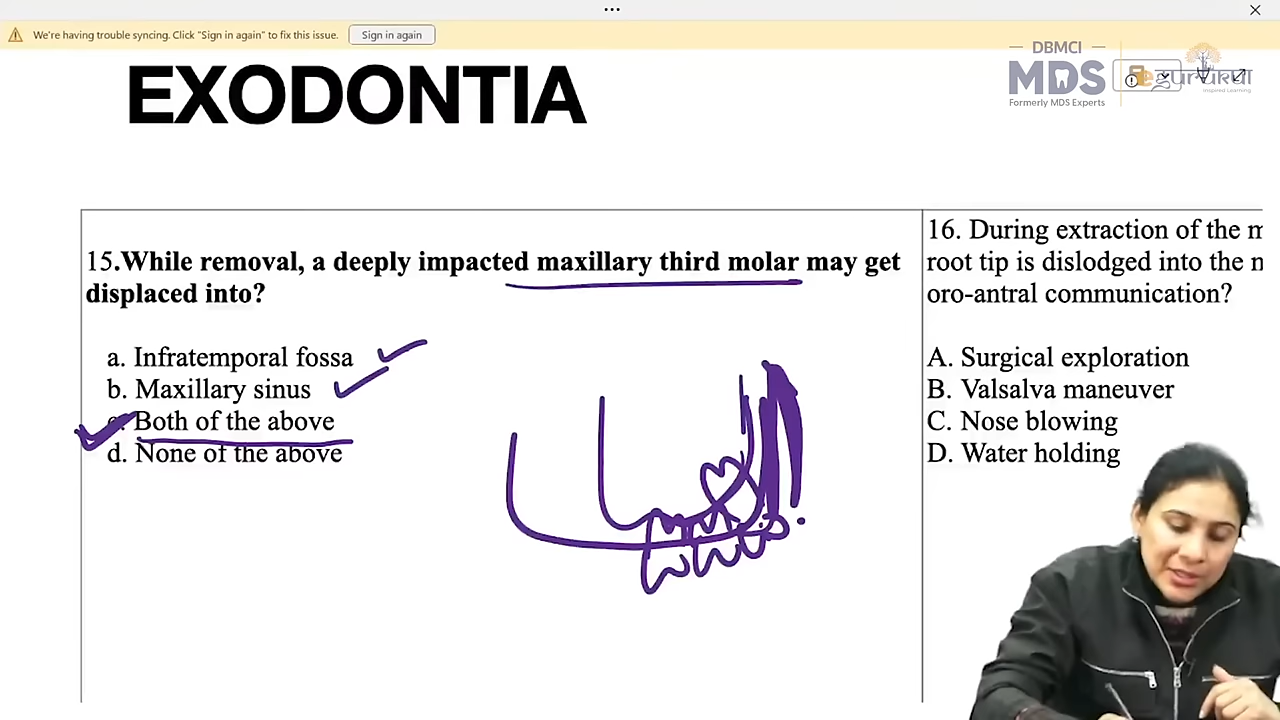 We're having trouble syncing. Click "Sign in again" to fix this issue.
Sign in again
EXODONTIA
DBMCI
MDS
Formerly MDS Experts
Inspired Learning
15.While removal, a deeply impacted maxillary third molar may get
displaced into?
a. Infratemporal fossa
b. Maxillary sinus
Both of the above
d. None of the above
16. During extraction of the
root tip is dislodged into the
oro-antral communication?
A. Surgical exploration
B. Valsalva maneuver
C. Nose blowing
D. Water holding